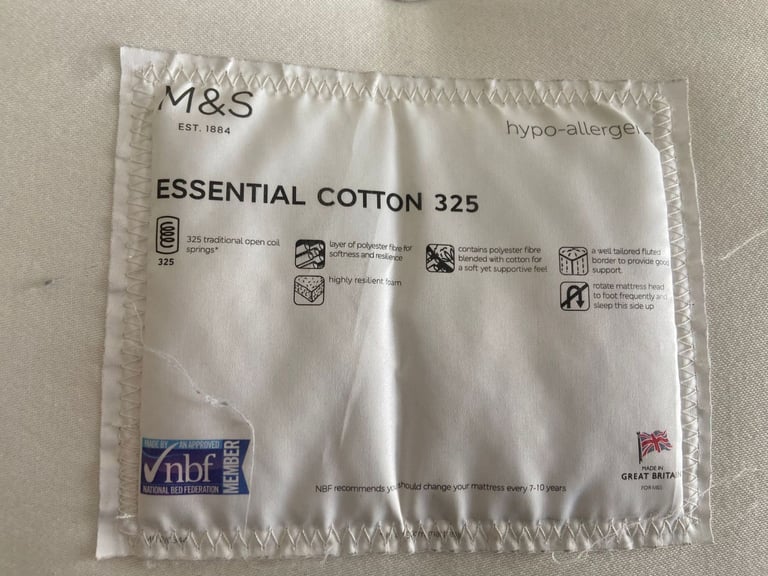 M&S
EST. 1884
hypo-allergen
ESSENTIAL COTTON 325
325
325 traditional open coil
springs*
layer of polyester fibre for
softness and resilience
highly resilient foam
contains polyester fibre
blended with cotton for
a soft yet supportive feel
a well tailored fluted
border to provide good
support
rotate mattress head
to foot frequently and
sleep this side up
MADE BY AN APPROVED
nbf
NATIONAL BED FEDERATION
MEMBER
NBF recommends you should change your mattress every 7-10 years
MADE IN
GREAT BRITAIN
FOR M&S